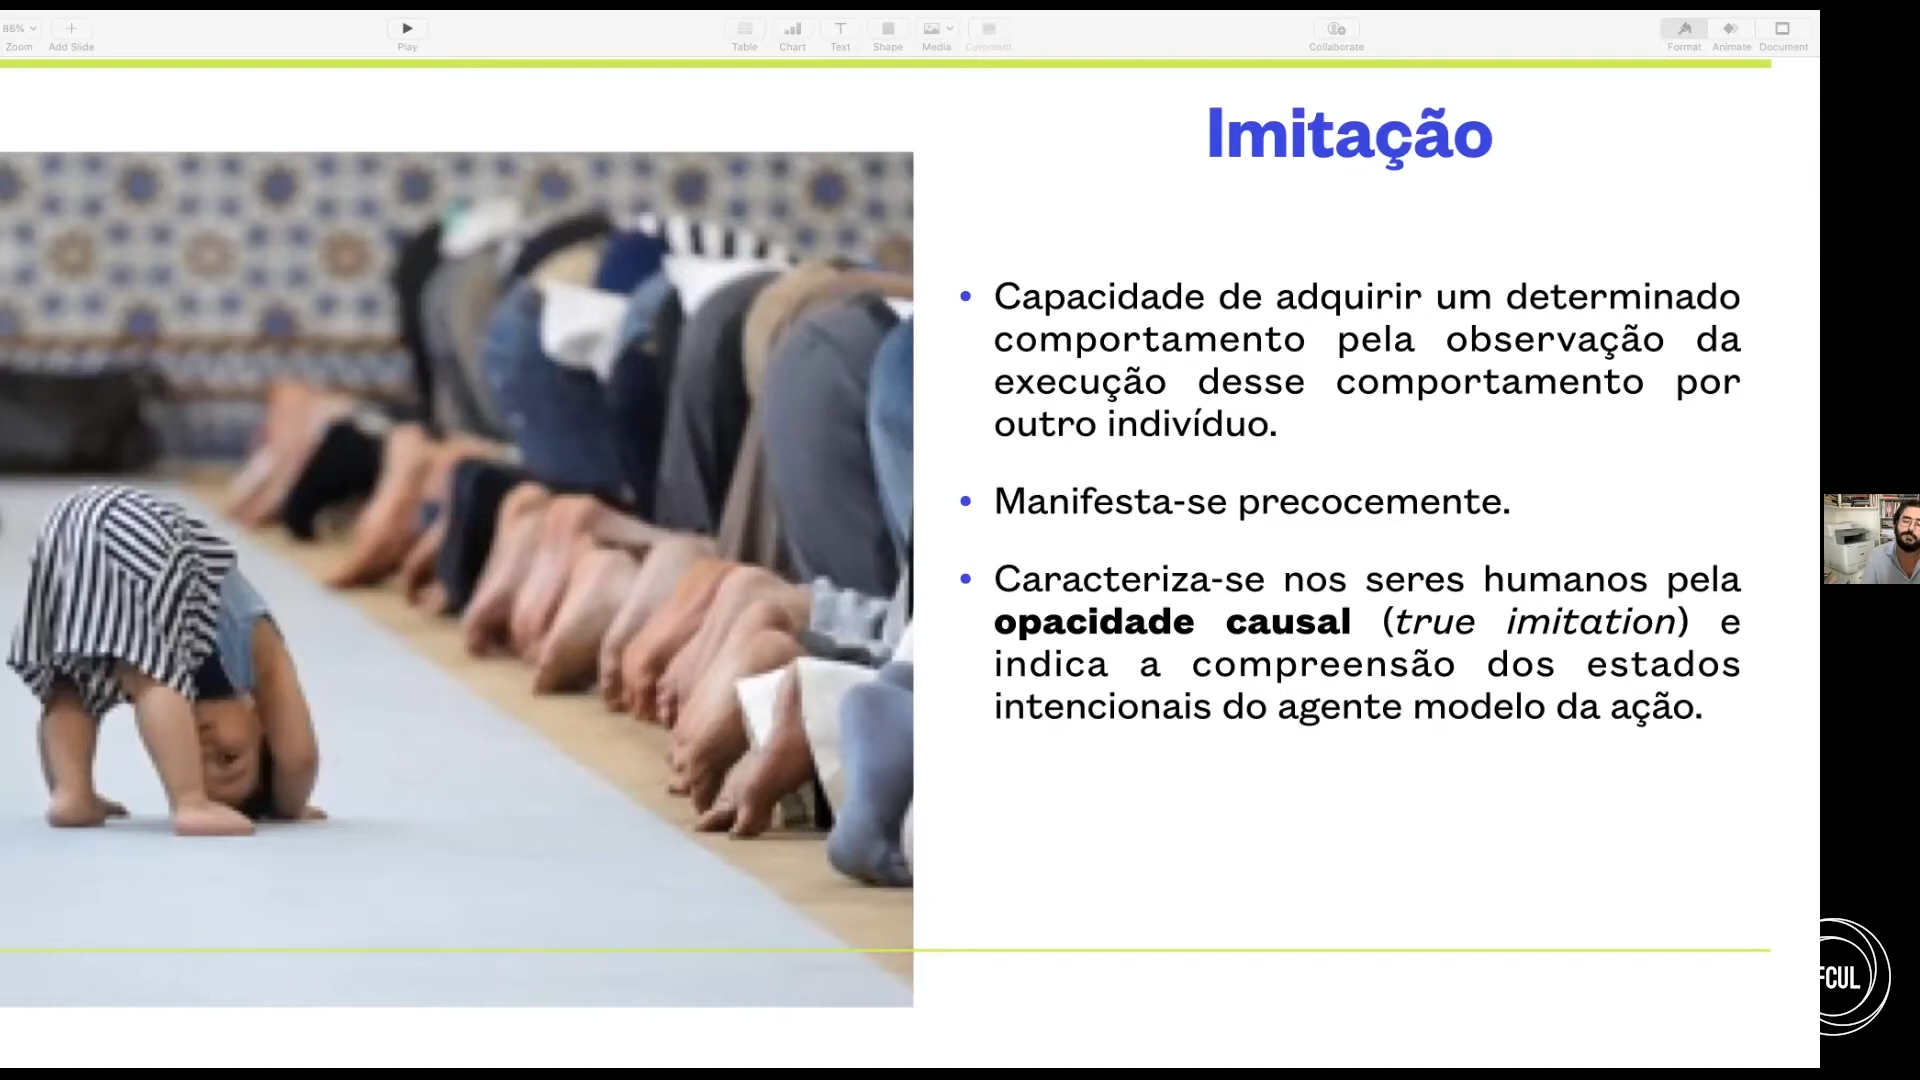 86%
Zoom
Add Slide
Play
Table
Chart
Text
Shape
Media
Comment
Collaborate
Format
Animate
Document
Imitação
• Capacidade de adquirir um determinado
comportamento pela observação da
execução desse comportamento por
outro indivíduo.
• Manifesta-se precocemente.
• Caracteriza-se nos seres humanos pela
opacidade causal (true imitation) e
indica a compreensão dos estados
intencionais do agente modelo da ação.
FCUL